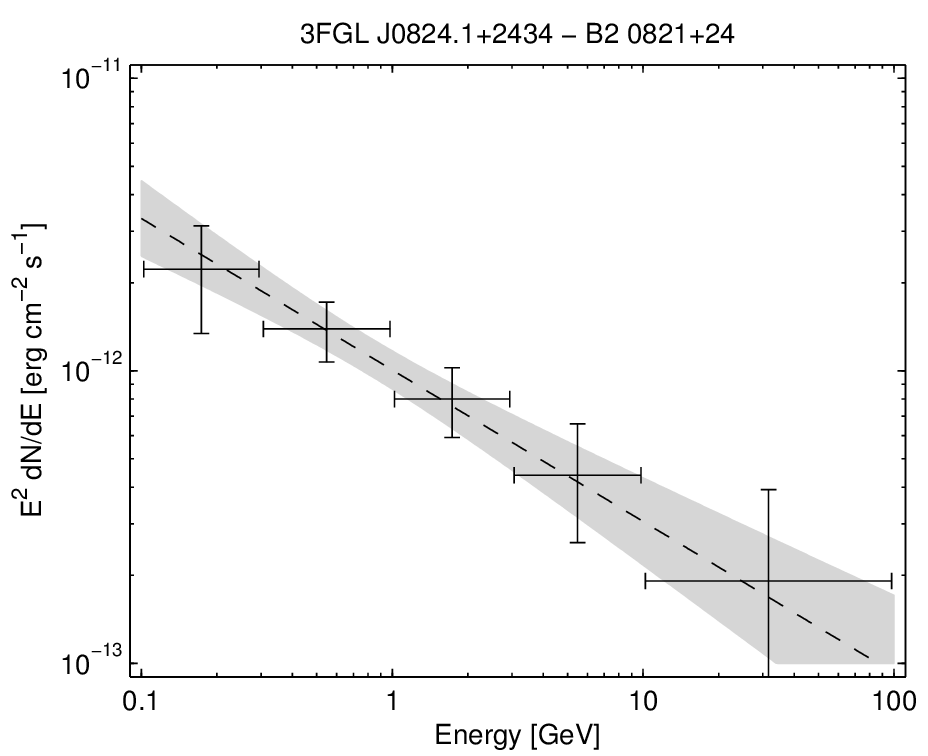 3FGL J0824.1+2434 − B2 0821+24
10⁻¹¹
10⁻¹²
10⁻¹³
E² dN/dE [erg cm⁻² s⁻¹]
0.1 1 10 100
Energy [GeV]